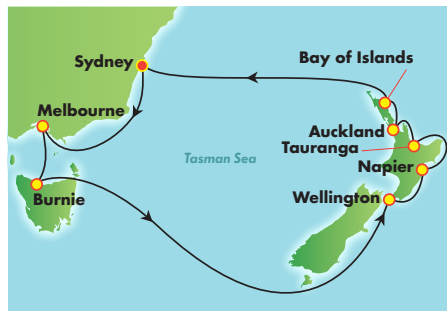 Bay of Islands
Sydney
Melbourne
Auckland
Tauranga
Tasman Sea
Napier
Burnie
Wellington